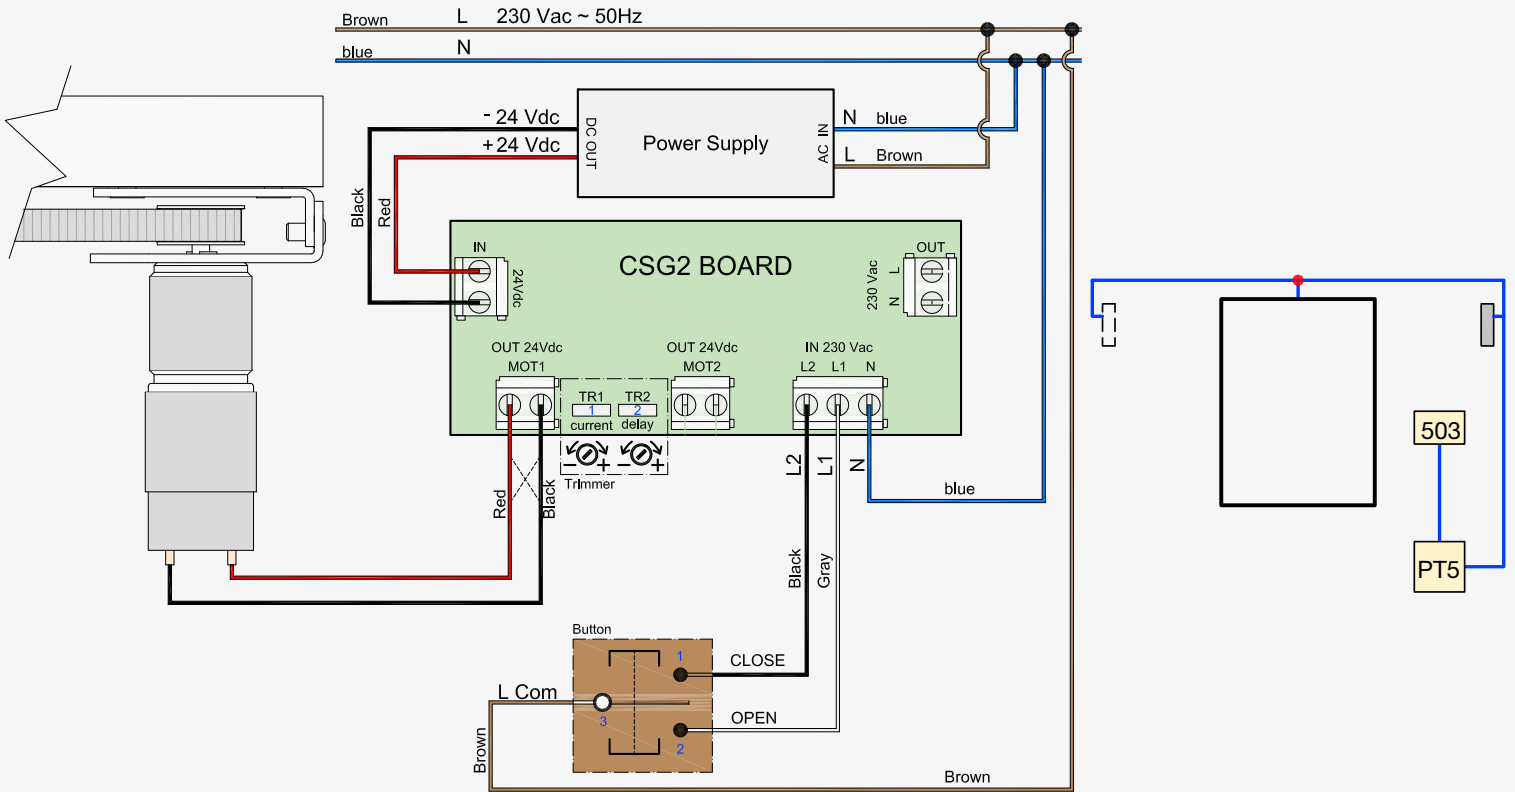 Brown L 230 Vac ~ 50Hz
blue N
- 24 Vdc
+ 24 Vdc
DC OUT
Power Supply
AC IN
N blue
L Brown
Black
Red
IN
24Vdc
CSG2 BOARD
OUT
230 Vac
L
N
OUT 24Vdc
MOT1
TR1
1
current
TR2
2
delay
- +
- +
Trimmer
OUT 24Vdc
MOT2
IN 230 Vac
L2 L1 N
L2
L1
N
Red
Black
blue
Black
Gray
503
PT5
Button
1
CLOSE
L Com
3
OPEN
2
Brown
Brown